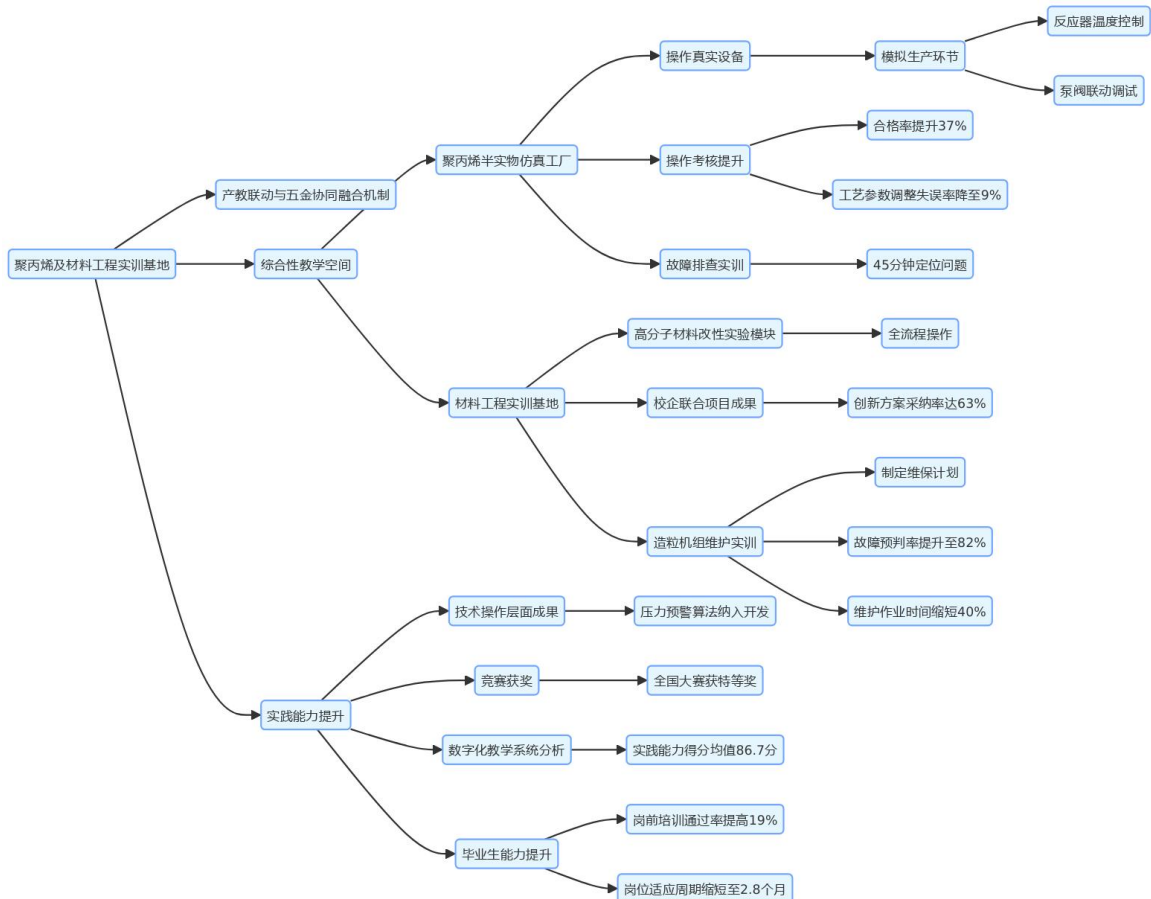 反应器温度控制
操作真实设备
模拟生产环节
泵阀联动调试
合格率提升37%
聚丙烯半实物仿真工厂
操作考核提升
产教联动与五金协同融合机制
工艺参数调整失误率降至9%
聚丙烯及材料工程实训基地
综合性教学空间
故障排查实训
45分钟定位问题
高分子材料改性实验模块
全流程操作
材料工程实训基地
校企联合项目成果
创新方案采纳率达63%
制定维保计划
造粒机组维护实训
故障预判率提升至82%
技术操作层面成果
压力预警算法纳入开发
维护作业时间缩短40%
竞赛获奖
全国大赛获特等奖
实践能力提升
数字化教学系统分析
实践能力得分均值86.7分
岗前培训通过率提高19%
毕业生能力提升
岗位适应周期缩短至2.8个月